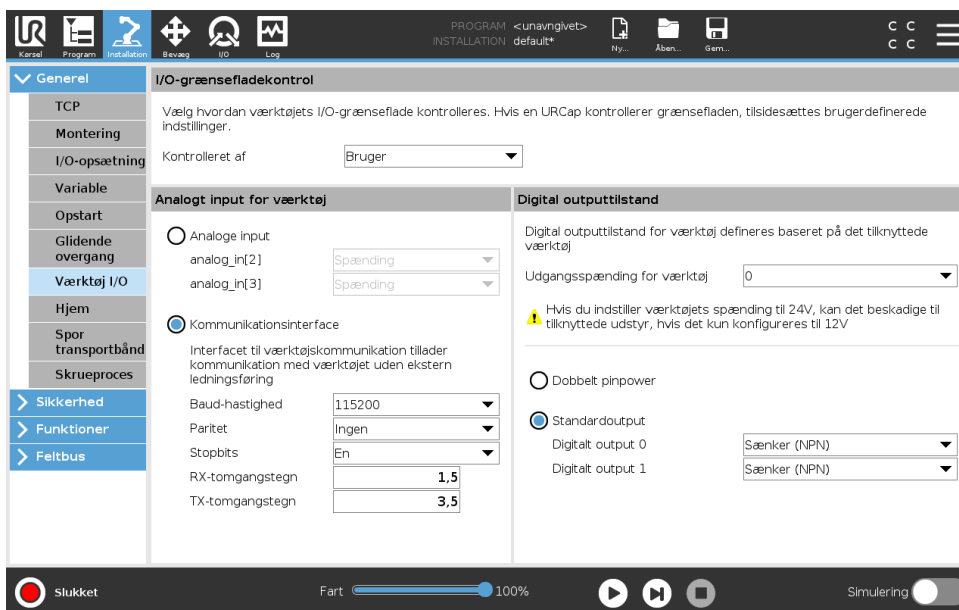 UR
Kørsel
Program
Installation
Bevæg
I/O
Log
PROGRAM <unavngivet>
INSTALLATION default*
Ny...
Åben...
Gem...
C C
C C
Generel
TCP
Montering
I/O-opsætning
Variable
Opstart
Glidende
overgang
Værktøj I/O
Hjem
Spor
transportbånd
Skrueproces
Sikkerhed
Funktioner
Feltbus
I/O-grænsefladekontrol
Vælg hvordan værktøjets I/O-grænseflade kontrolleres. Hvis en URCap kontrollerer grænsefladen, tilsidesættes brugerdefinerede
indstillinger.
Kontrolleret af
Bruger
Analogt input for værktøj
Analoge input
analog_in[2] Spænding
analog_in[3] Spænding
Kommunikationsinterface
Interfacet til værktøjskommunikation tillader
kommunikation med værktøjet uden ekstern
ledningsføring
Baud-hastighed 115200
Paritet Ingen
Stopbits En
RX-tomgangstegn 1,5
TX-tomgangstegn 3,5
Digital outputtilstand
Digital outputtilstand for værktøj defineres baseret på det tilknyttede
værktøj
Udgangsspænding for værktøj 0
Hvis du indstiller værktøjets spænding til 24V, kan det beskadige til
tilknyttede udstyr, hvis det kun konfigureres til 12V
Dobbelt pinpower
Standardoutput
Digitalt output 0 Sænker (NPN)
Digitalt output 1 Sænker (NPN)
Slukket
Fart 100%
Simulering